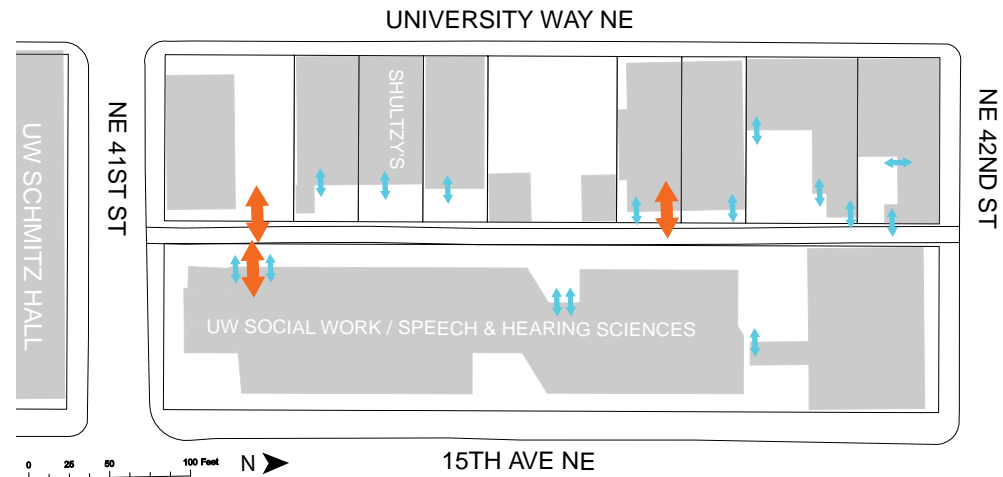 UNIVERSITY WAY NE
UW SCHMITZ HALL
NE 41ST ST
SHULTZY'S
NE 42ND ST
UW SOCIAL WORK / SPEECH & HEARING SCIENCES
15TH AVE NE
0 25 50 100 Feet
N